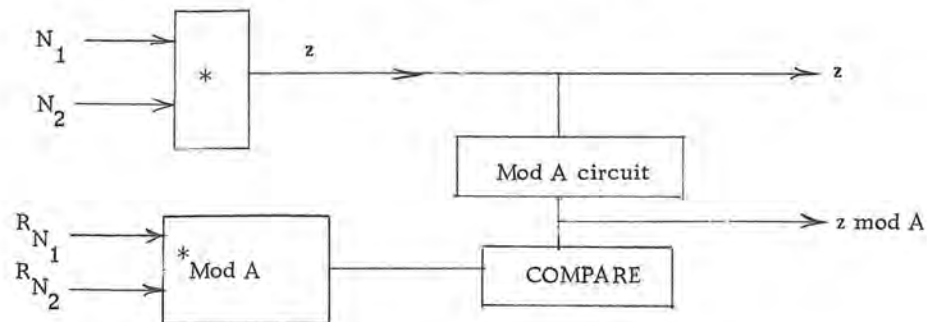 N1
N2
*
z
z
Mod A circuit
z mod A
RN1
RN2
*Mod A
COMPARE